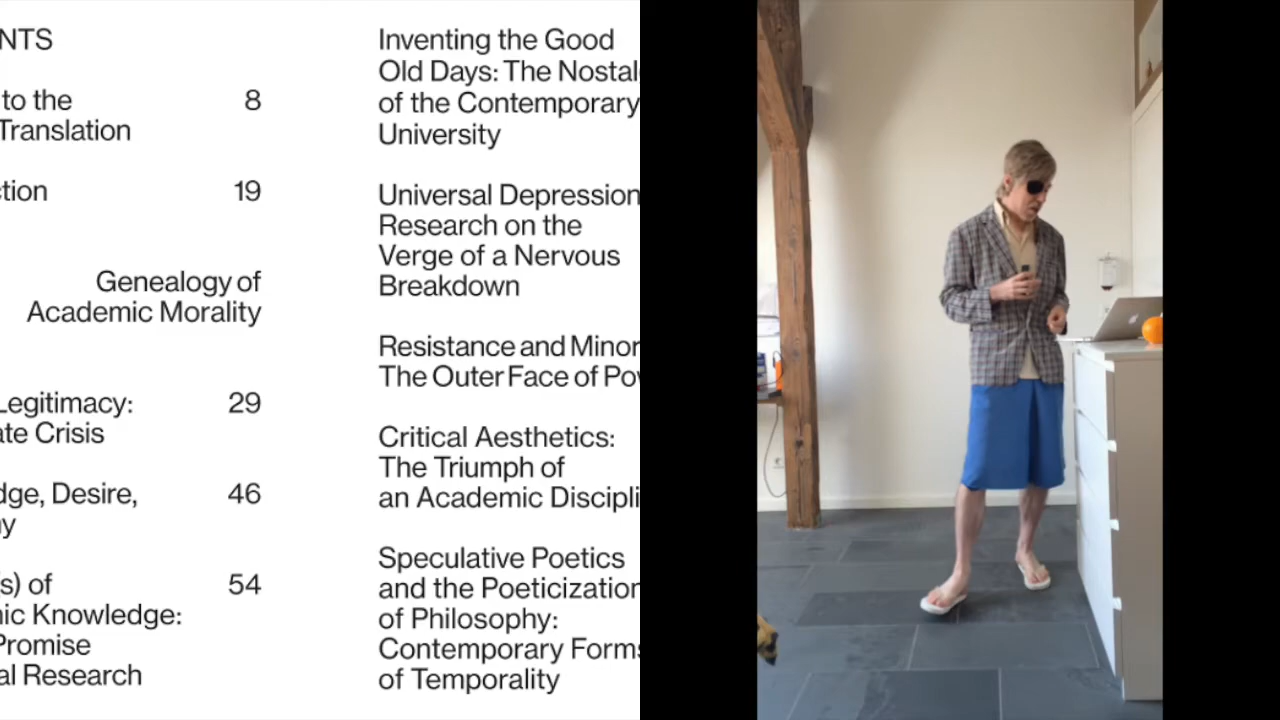 NTS
to the 8
Translation
ction 19
Genealogy of
Academic Morality
Legitimacy: 29
ate Crisis
dge, Desire, 46
ny
(s) of 54
nic Knowledge:
Promise
al Research
Inventing the Good
Old Days: The Nostal
of the Contemporary
University
Universal Depression
Research on the
Verge of a Nervous
Breakdown
Resistance and Minor
The Outer Face of Po
Critical Aesthetics:
The Triumph of
an Academic Discipli
Speculative Poetics
and the Poeticization
of Philosophy:
Contemporary Forms
of Temporality